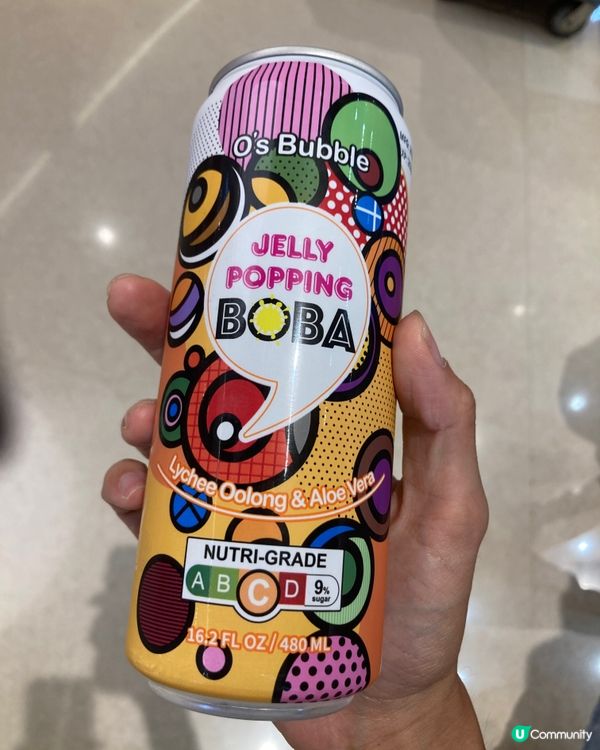 O's Bubble
JELLY
POPPING
BOBA
Lychee Oolong & Aloe Vera
NUTRI-GRADE
A B C D 9%
sugar
16.2 FL OZ / 480 ML
U Community